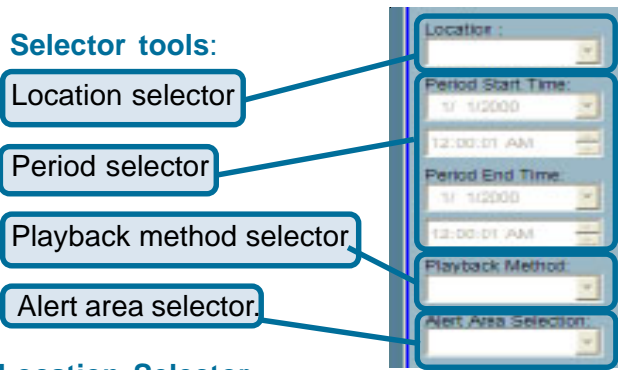 Selector tools:
Location selector
Period selector
Playback method selector
Alert area selector.
Location :
Period Start Time:
1/ 1/2000
12:00:01 AM
Period End Time:
1/ 1/2000
12:00:01 AM
Playback Method:
Alert Area Selection:
Location Selector